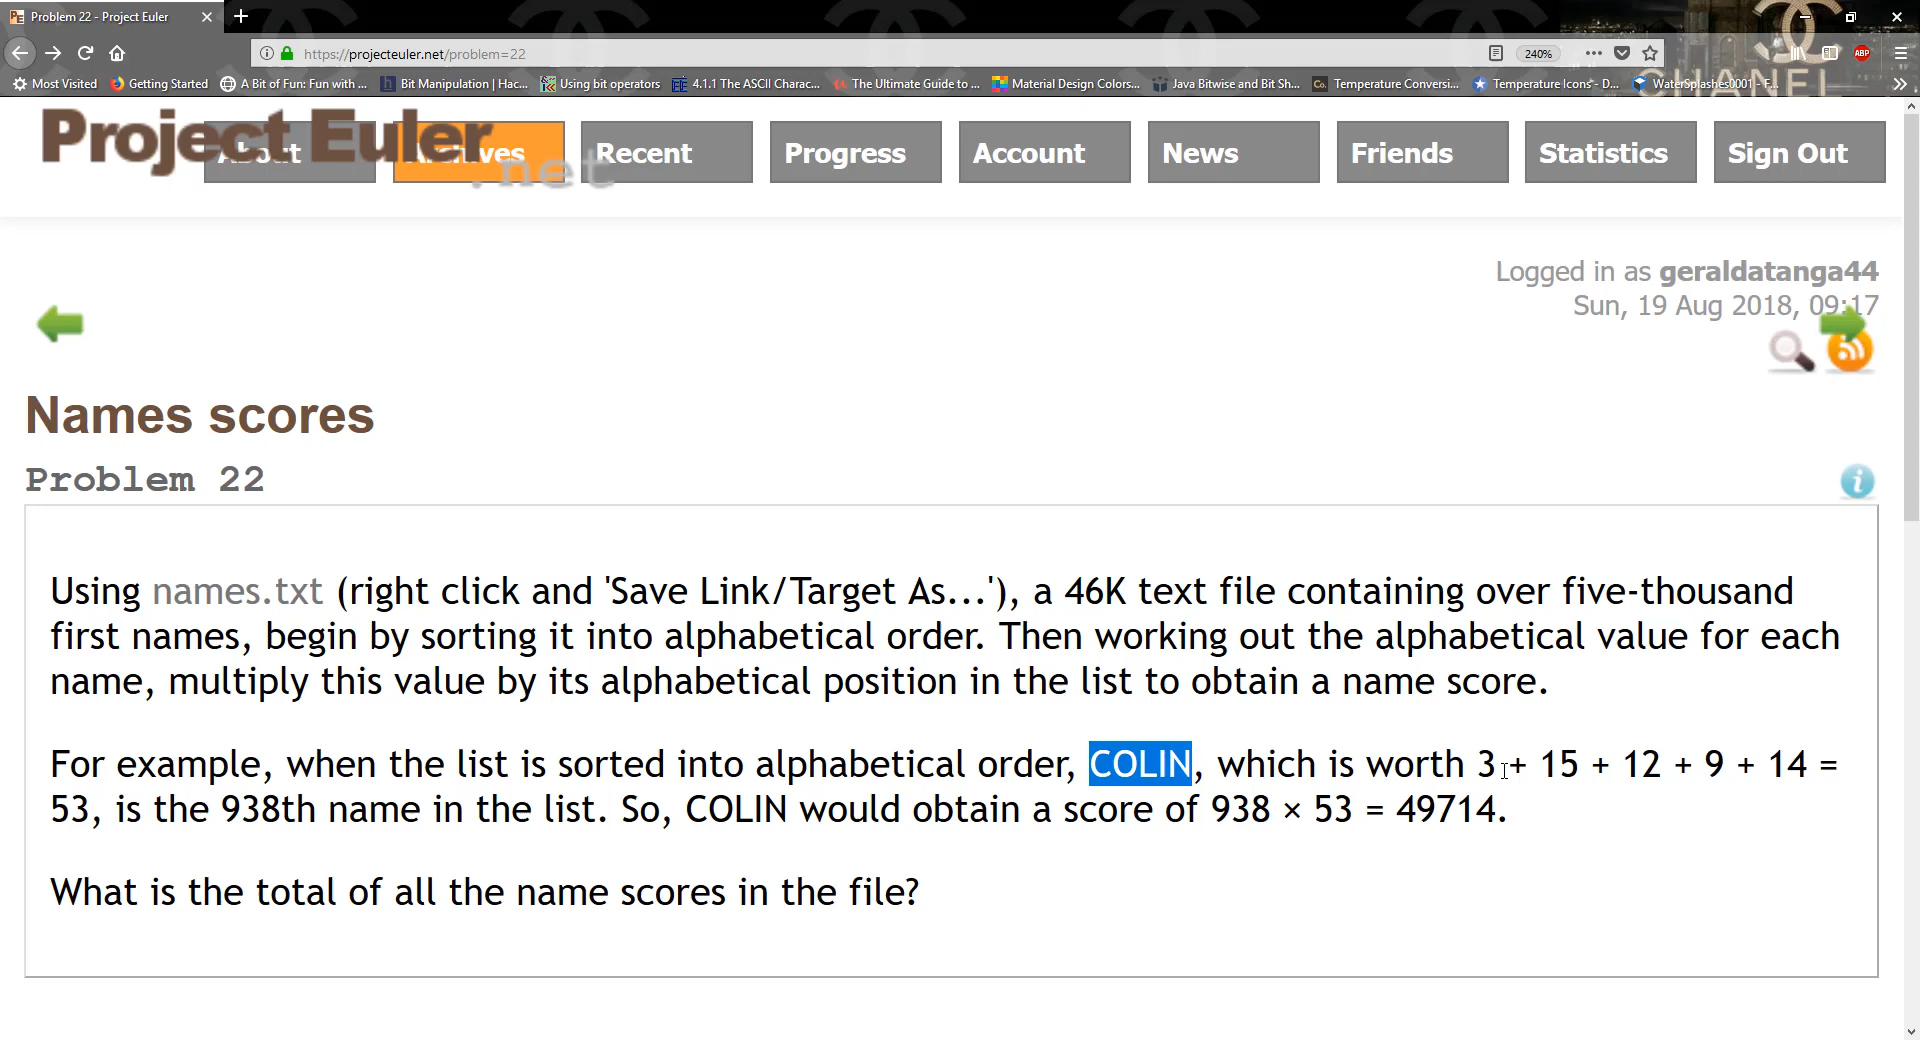 Problem 22 - Project Euler
https://projecteuler.net/problem=22
240%
ABP
Most Visited
Getting Started
A Bit of Fun: Fun with ...
Bit Manipulation | Hac...
Using bit operators
4.1.1 The ASCII Charac...
The Ultimate Guide to ...
Material Design Colors...
Java Bitwise and Bit Sh...
Temperature Conversi...
Temperature Icons - D...
WaterSplashes0001 - F...
CHANEL
Project Euler
.net
About
Archives
Recent
Progress
Account
News
Friends
Statistics
Sign Out
Logged in as geraldatanga44
Sun, 19 Aug 2018, 09:17
Names scores
Problem 22
Using names.txt (right click and 'Save Link/Target As...'), a 46K text file containing over five-thousand
first names, begin by sorting it into alphabetical order. Then working out the alphabetical value for each
name, multiply this value by its alphabetical position in the list to obtain a name score.
For example, when the list is sorted into alphabetical order, COLIN, which is worth 3 + 15 + 12 + 9 + 14 =
53, is the 938th name in the list. So, COLIN would obtain a score of 938 × 53 = 49714.
What is the total of all the name scores in the file?